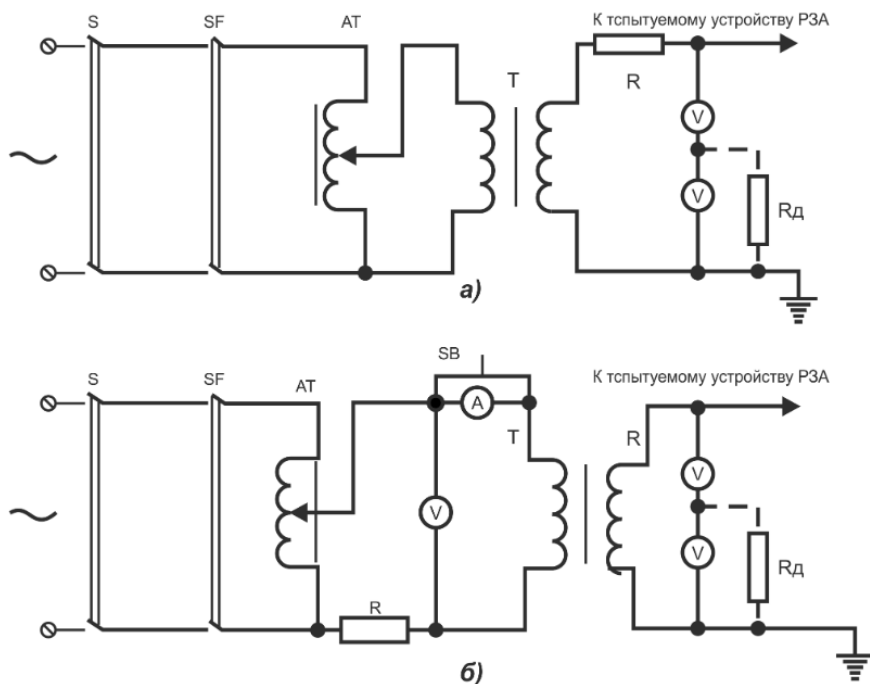 S SF AT К тспытуемому устройству РЗА
T R
V
V Rд
а)
SB
S SF AT К тспытуемому устройству РЗА
A T R
V V
V Rд
R
б)